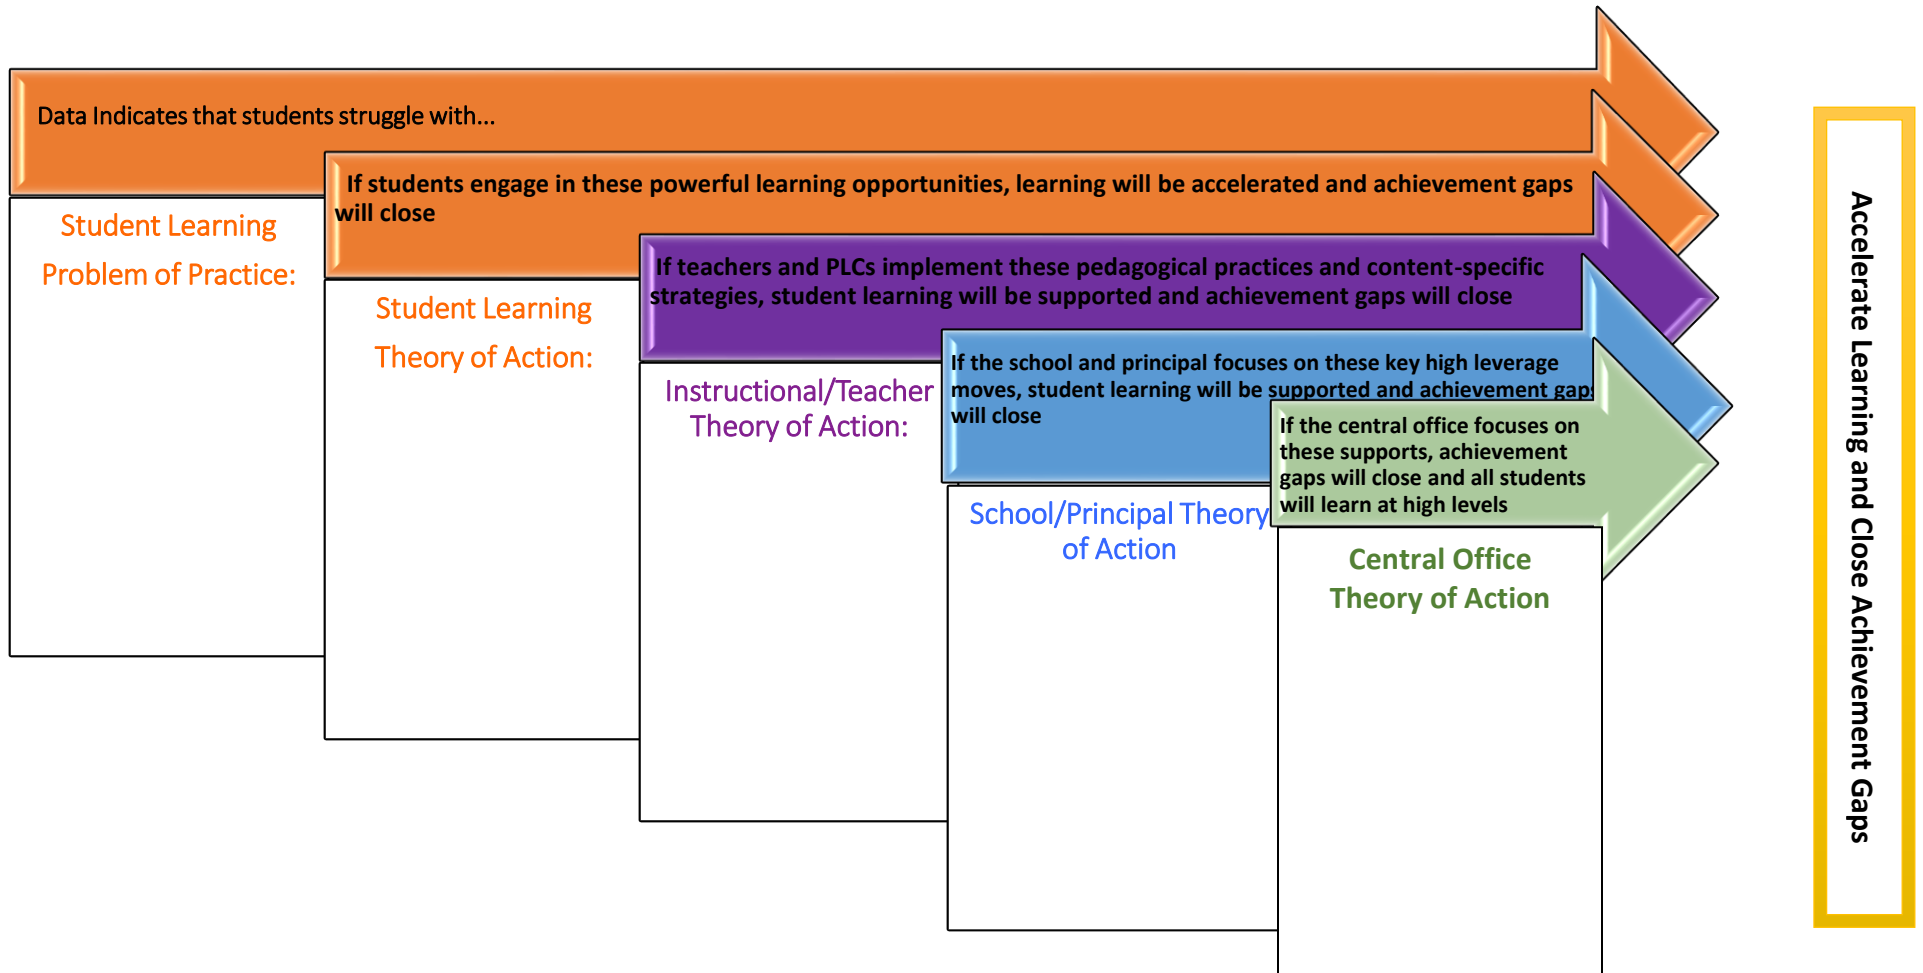 Data Indicates that students struggle with...
Student Learning
Problem of Practice:
If students engage in these powerful learning opportunities, learning will be accelerated and achievement gaps
will close
Student Learning
Theory of Action:
If teachers and PLCs implement these pedagogical practices and content-specific
strategies, student learning will be supported and achievement gaps will close
Instructional/Teacher
Theory of Action:
If the school and principal focuses on these key high leverage
moves, student learning will be supported and achievement gaps
will close
School/Principal Theory
of Action
If the central office focuses on
these supports, achievement
gaps will close and all students
will learn at high levels
Central Office
Theory of Action
Accelerate Learning and Close Achievement Gaps